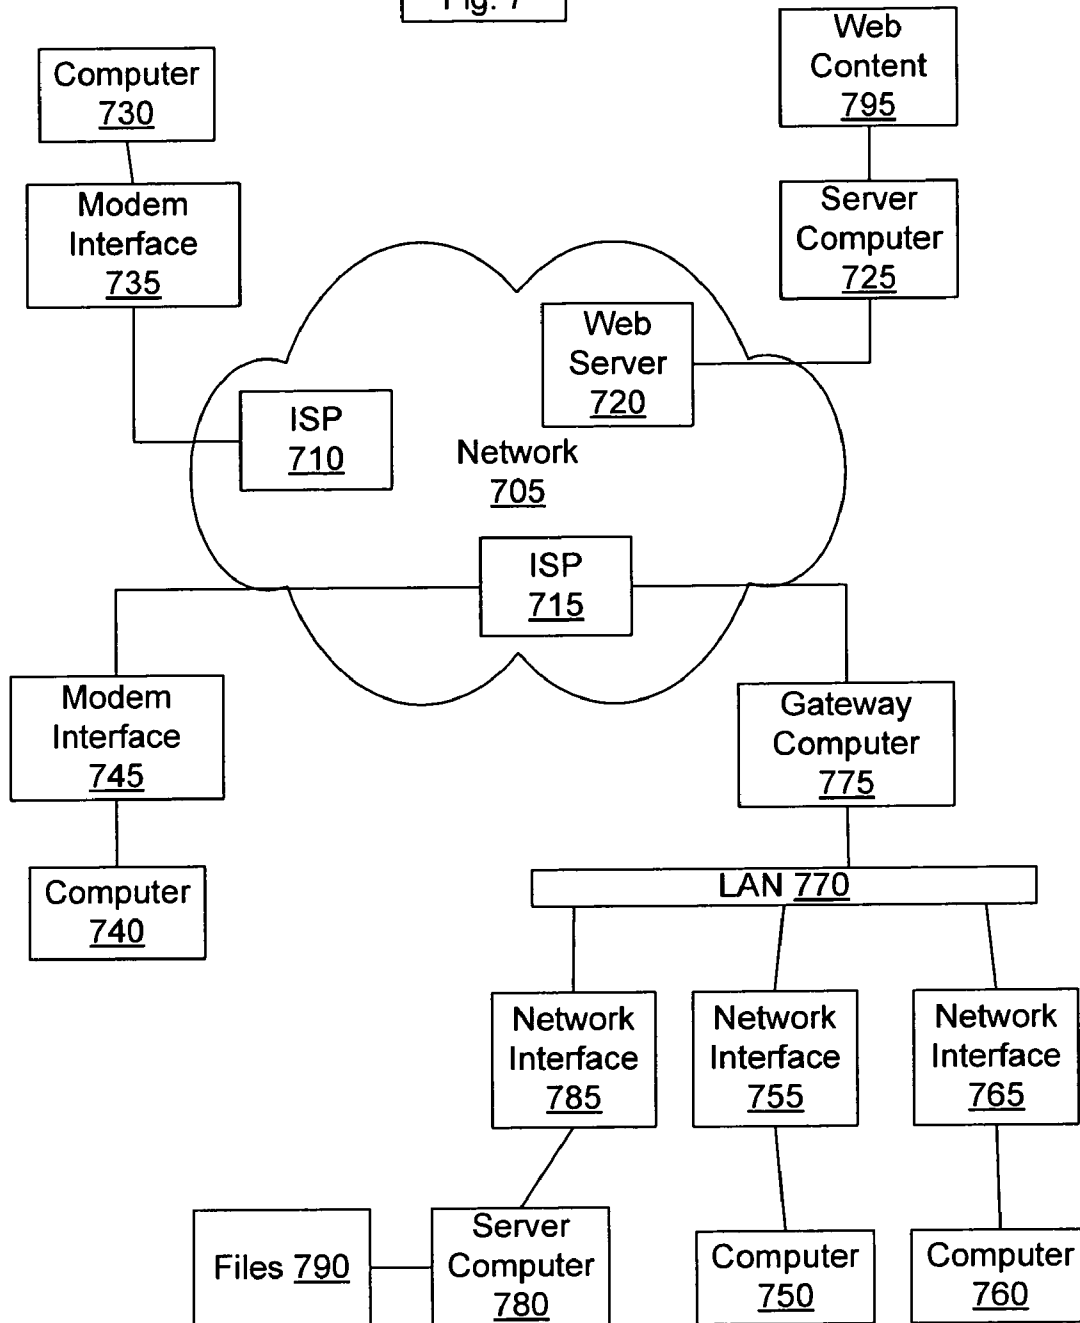 Fig. 7
Computer
730
Web
Content
795
Modem
Interface
735
Server
Computer
725
Web
Server
720
ISP
710
Network
705
ISP
715
Modem
Interface
745
Gateway
Computer
775
Computer
740
LAN 770
Network
Interface
785
Network
Interface
755
Network
Interface
765
Files 790
Server
Computer
780
Computer
750
Computer
760